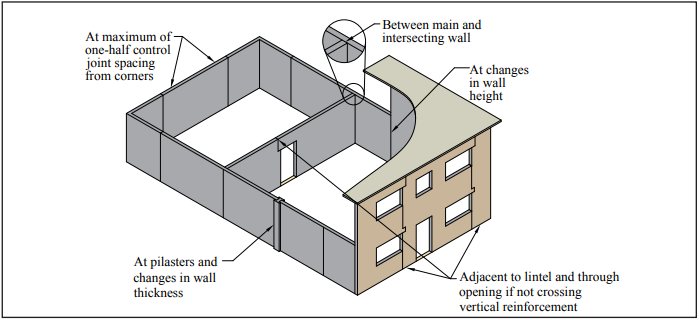 At maximum of
one-half control
joint spacing
from corners
Between main and
intersecting wall
At changes
in wall
height
At pilasters and
changes in wall
thickness
Adjacent to lintel and through
opening if not crossing
vertical reinforcement